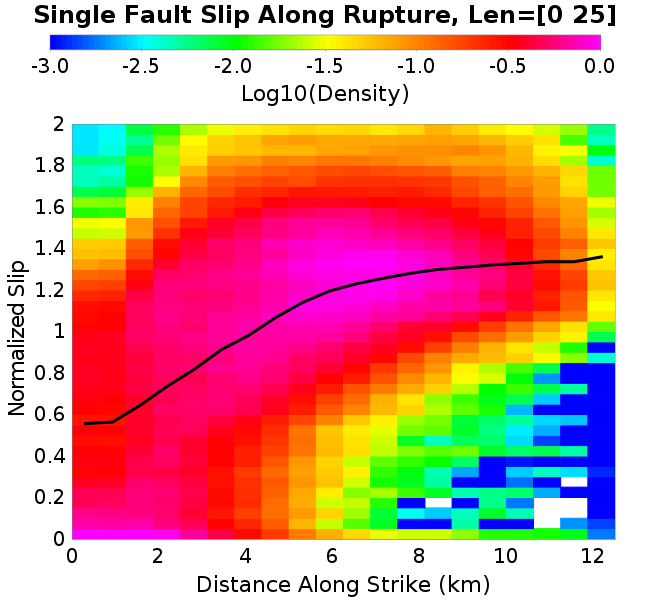 Single Fault Slip Along Rupture, Len=[0 25]
-3.0 -2.5 -2.0 -1.5 -1.0 -0.5 0.0
Log10(Density)
2
1.8
1.6
1.4
1.2
1
0.8
0.6
0.4
0.2
0
Normalized Slip
0 2 4 6 8 10 12
Distance Along Strike (km)